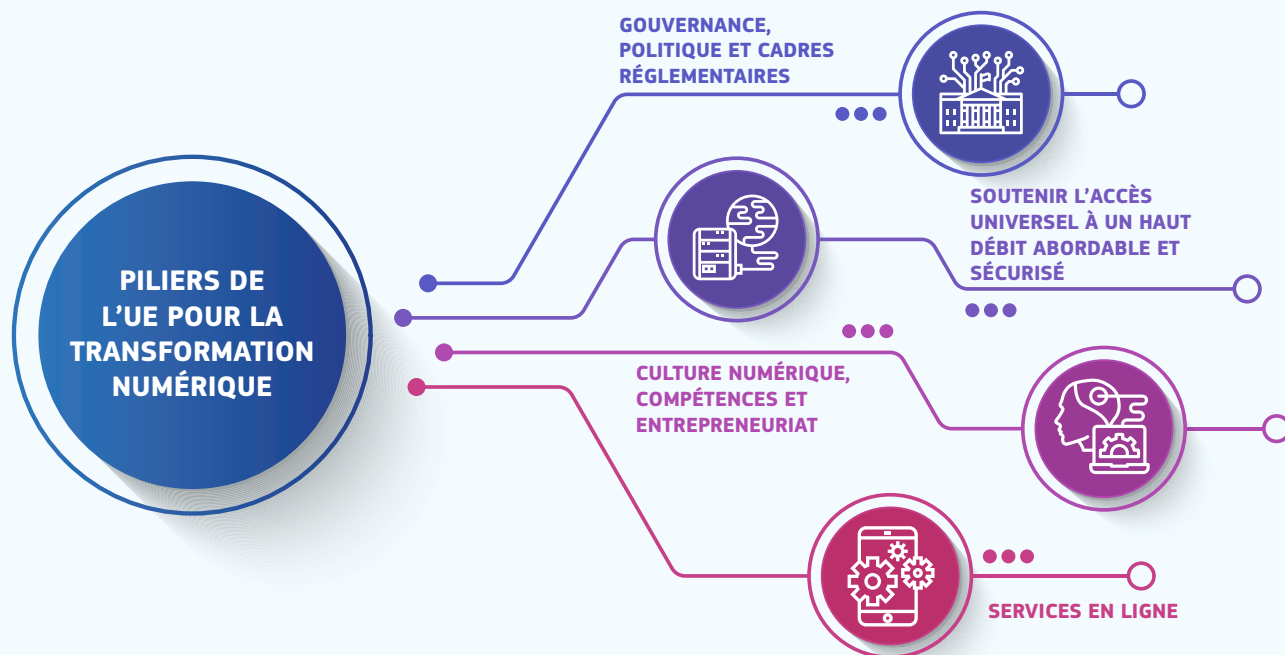 PILIERS DE
L'UE POUR LA
TRANSFORMATION
NUMÉRIQUE
GOUVERNANCE,
POLITIQUE ET CADRES
RÉGLEMENTAIRES
SOUTENIR L'ACCÈS
UNIVERSEL À UN HAUT
DÉBIT ABORDABLE ET
SÉCURISÉ
CULTURE NUMÉRIQUE,
COMPÉTENCES ET
ENTREPRENEURIAT
SERVICES EN LIGNE